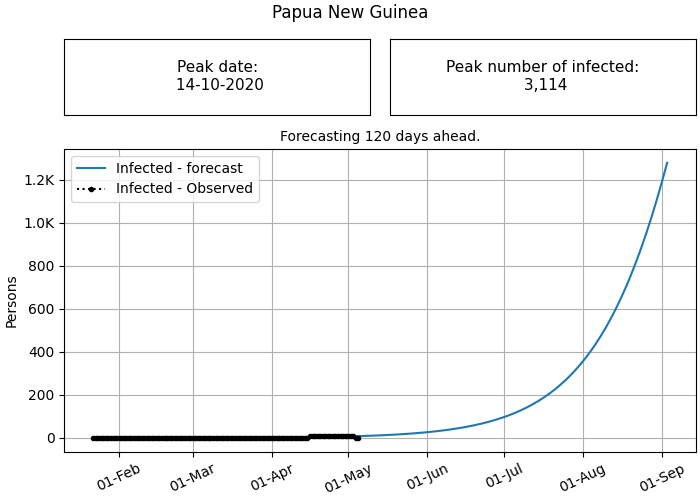 Papua New Guinea
Peak date:
14-10-2020
Peak number of infected:
3,114
Forecasting 120 days ahead.
Infected - forecast
Infected - Observed
1.2K
1.0K
800
600
400
200
0
Persons
01-Feb
01-Mar
01-Apr
01-May
01-Jun
01-Jul
01-Aug
01-Sep